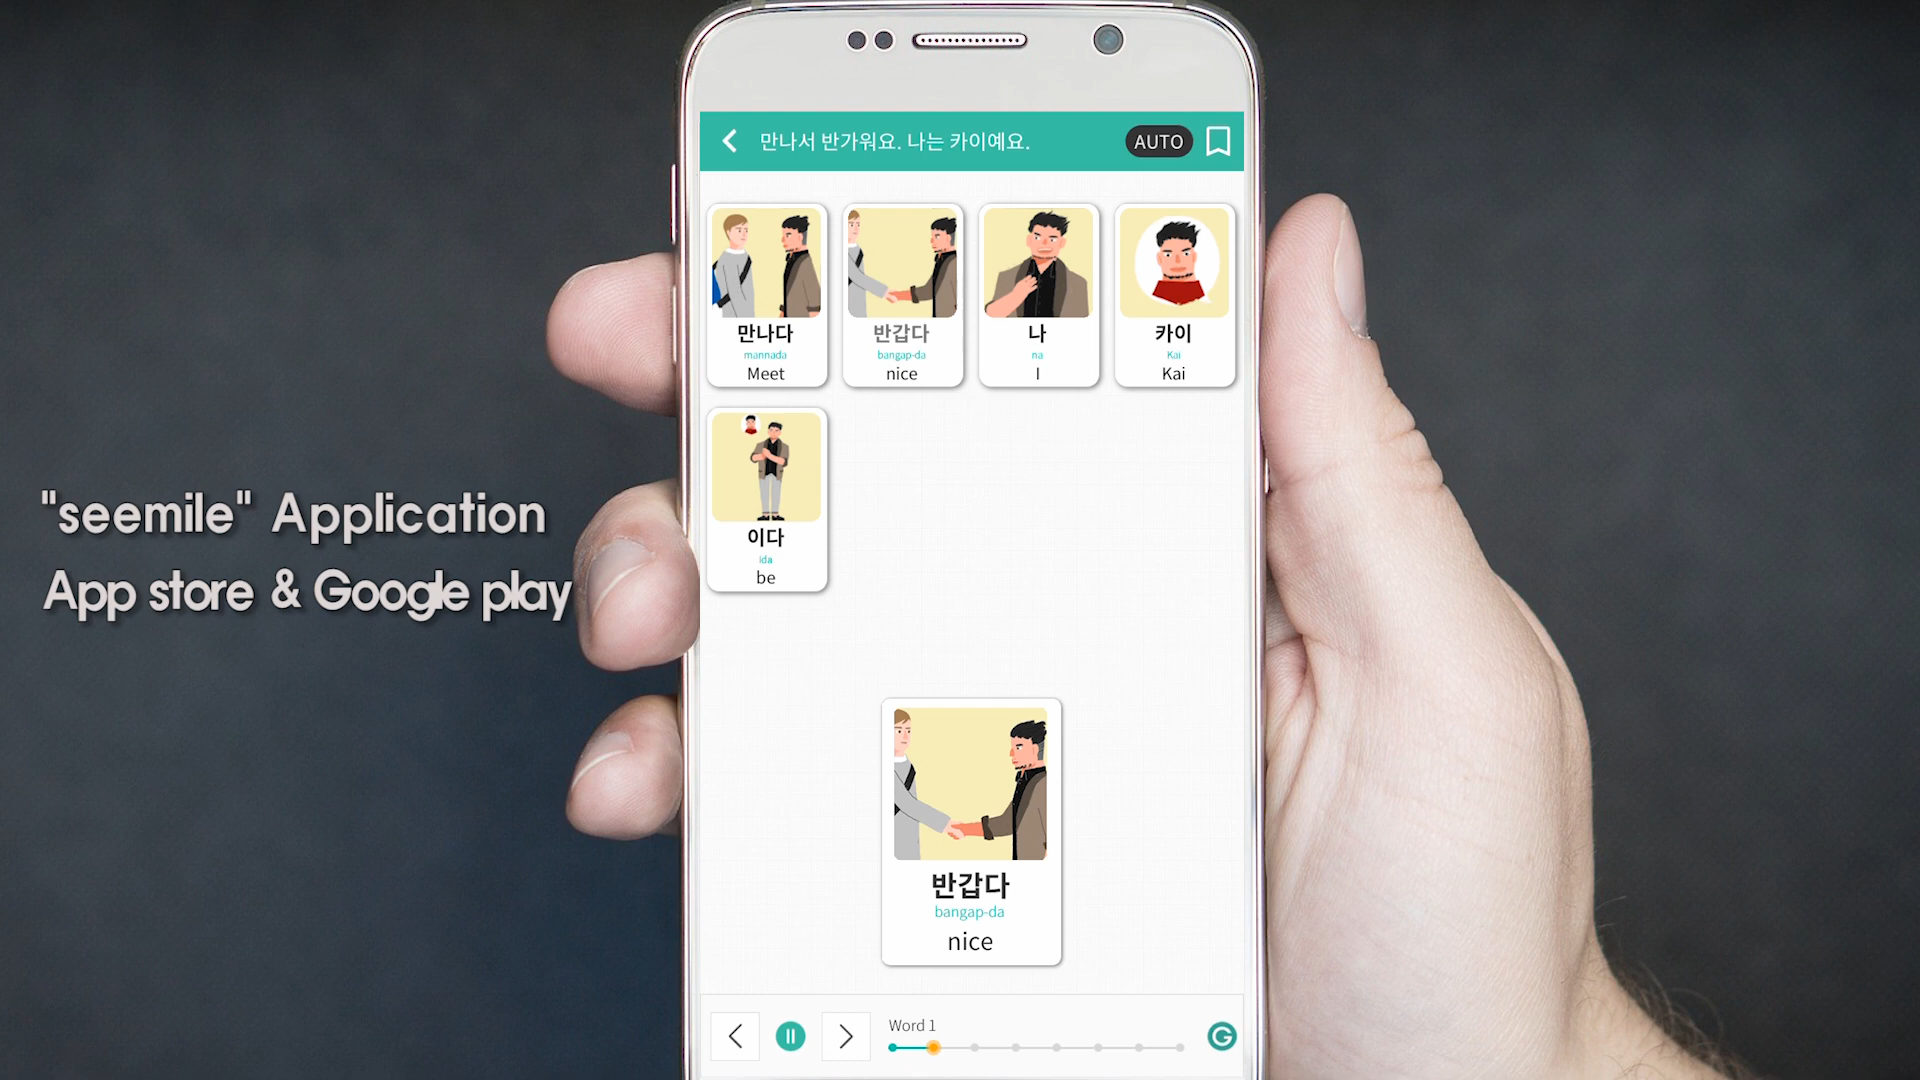 만나서 반가워요. 나는 카이예요.
AUTO
만나다
mannada
Meet
반갑다
bangap-da
nice
나
na
I
카이
Kai
Kai
이다
ida
be
"seemile" Application
App store & Google play
반갑다
bangap-da
nice
Word 1
G